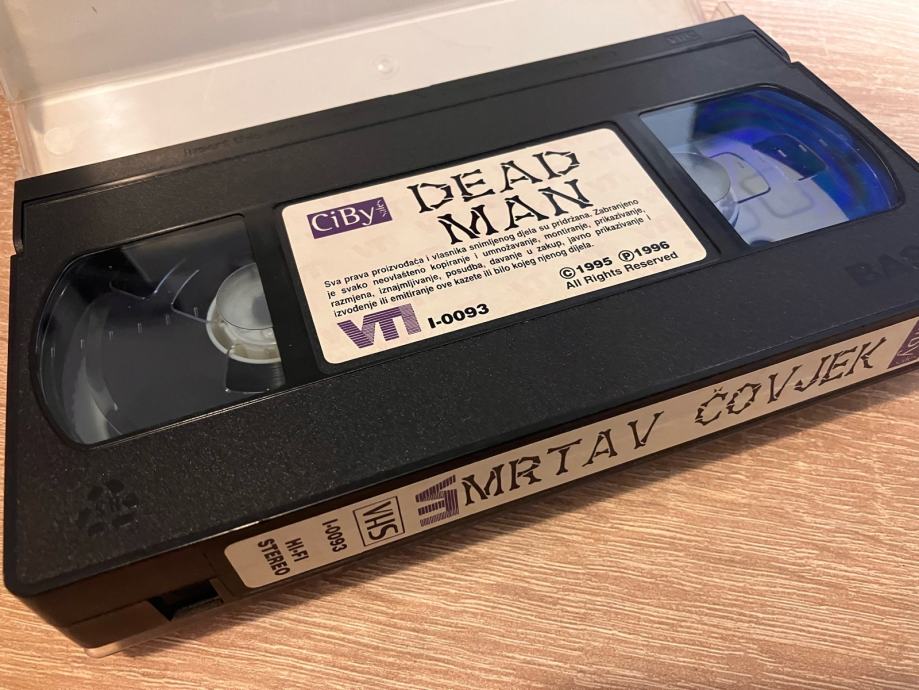 CiBy
DEAD
MAN
Sva prava proizvođača i vlasnika snimljenog djela su pridržana. Zabranjeno
je svako neovlašteno kopiranje i umnožavanje, montiranje, prikazivanje,
razmjena, iznajmljivanje, posudba, davanje u zakup, javno prikazivanje i
izvođenje ili emitiranje ove kazete ili bilo kojeg njenog dijela.
©1995 ℗1996
All Rights Reserved
VTI I-0093
MRTAV ČOVJEK
VHS
I-0093
HI-FI
STEREO